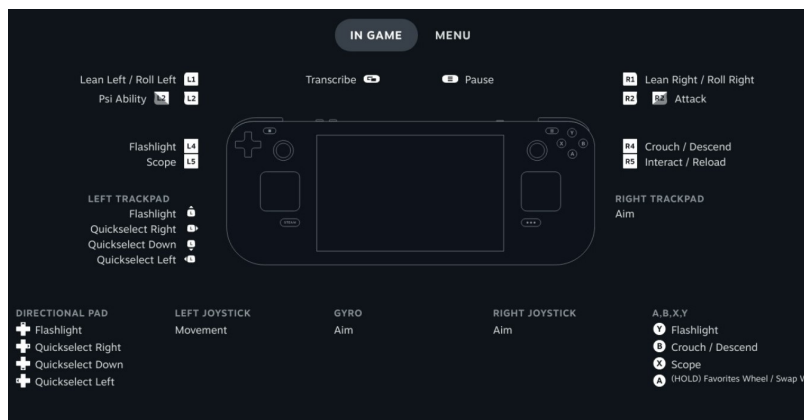 IN GAME MENU
Lean Left / Roll Left L1
Transcribe
Pause
R1 Lean Right / Roll Right
Psi Ability L2 L2
R2 R2 Attack
Flashlight L4
R4 Crouch / Descend
Scope L5
R5 Interact / Reload
LEFT TRACKPAD
Flashlight
Quickselect Right
Quickselect Down
Quickselect Left
STEAM
Y
B
A
RIGHT TRACKPAD
Aim
DIRECTIONAL PAD
Flashlight
Quickselect Right
Quickselect Down
Quickselect Left
LEFT JOYSTICK
Movement
GYRO
Aim
RIGHT JOYSTICK
Aim
A,B,X,Y
Y Flashlight
B Crouch / Descend
X Scope
A (HOLD) Favorites Wheel / Swap